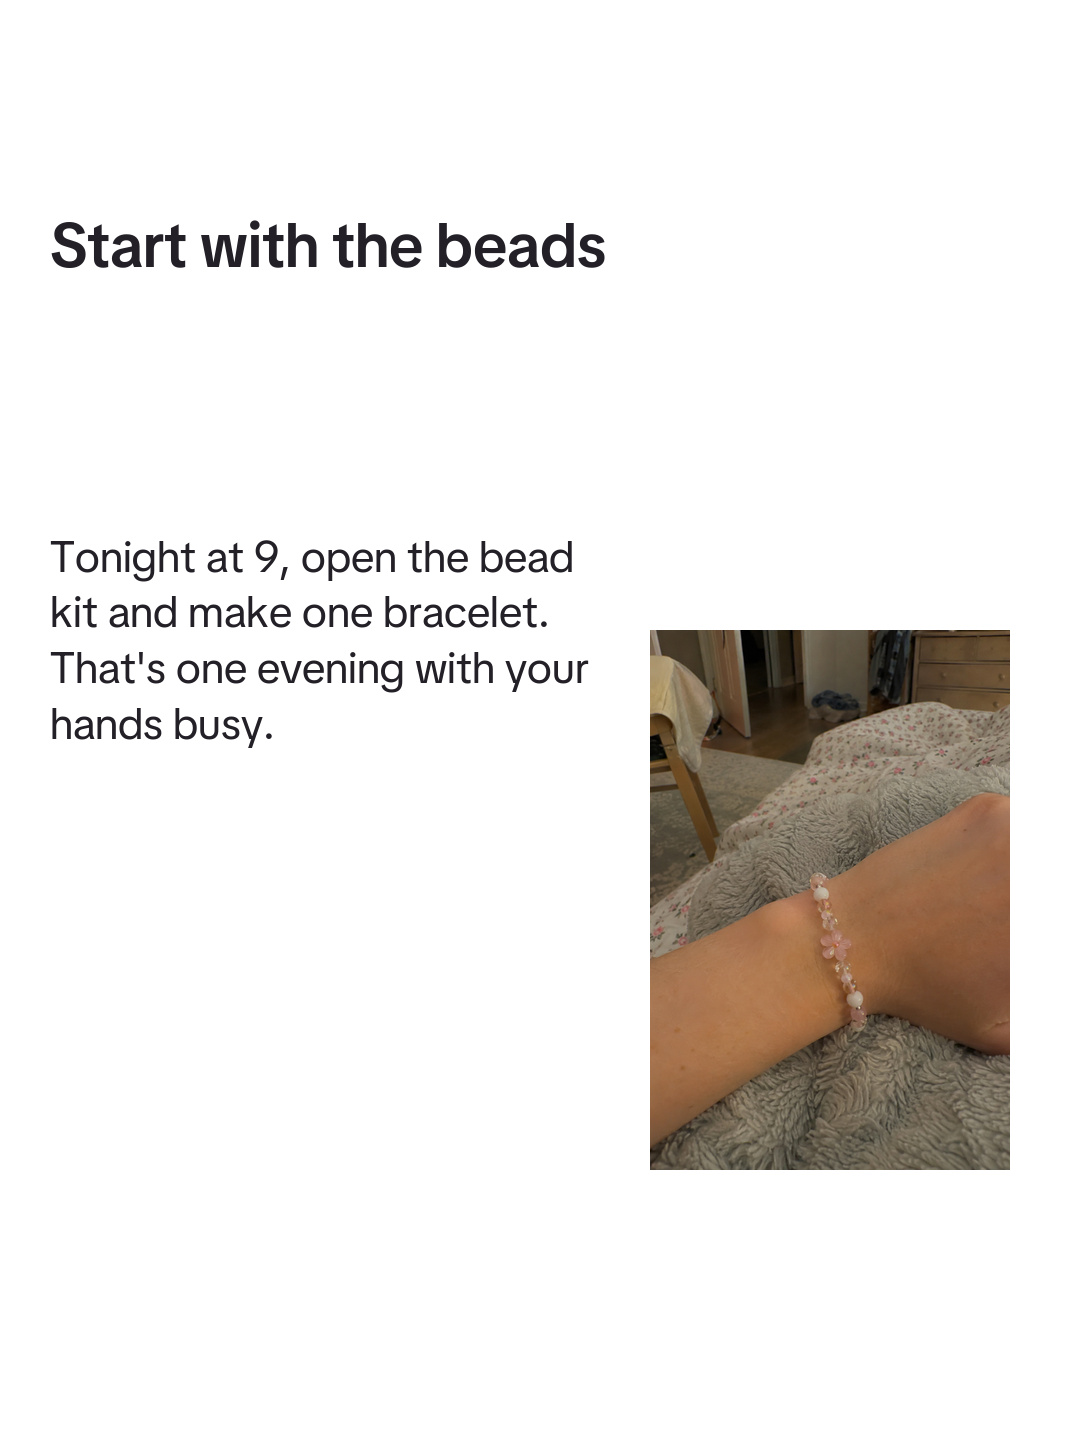 Start with the beads
Tonight at 9, open the bead
kit and make one bracelet.
That's one evening with your
hands busy.